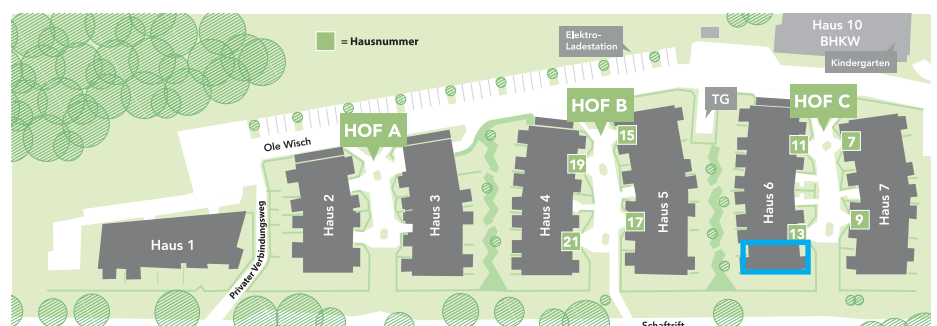 Haus 10
BHKW
Kindergarten
Elektro-
Ladestation
= Hausnummer
TG
HOF A
HOF B
HOF C
Ole Wisch
15
19
11
7
Haus 1
Haus 2
Haus 3
Haus 4
Haus 5
Haus 6
Haus 7
21
17
13
9
Privater Verbindungsweg
Schaftrift